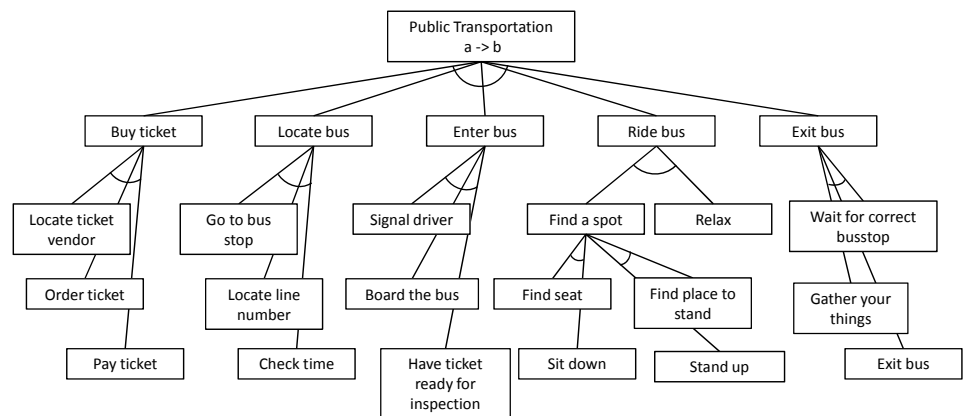 Public Transportation
a -> b
Buy ticket
Locate bus
Enter bus
Ride bus
Exit bus
Locate ticket
vendor
Go to bus
stop
Signal driver
Find a spot
Relax
Wait for correct
busstop
Order ticket
Locate line
number
Board the bus
Find seat
Find place to
stand
Gather your
things
Pay ticket
Check time
Have ticket
ready for
inspection
Sit down
Stand up
Exit bus